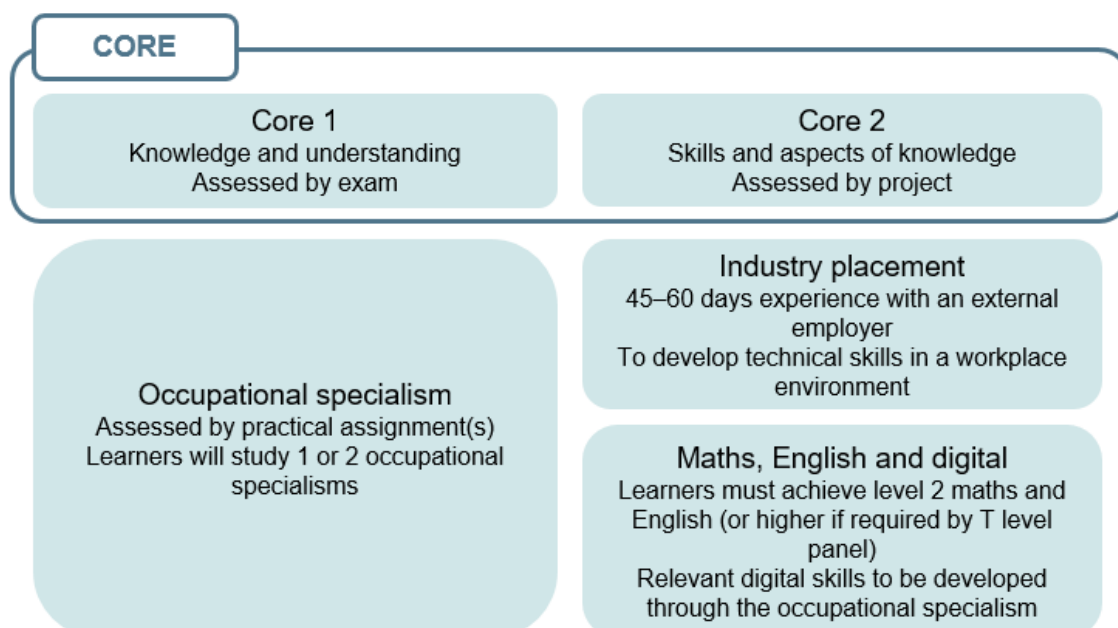 CORE
Core 1
Knowledge and understanding
Assessed by exam
Core 2
Skills and aspects of knowledge
Assessed by project
Occupational specialism
Assessed by practical assignment(s)
Learners will study 1 or 2 occupational
specialisms
Industry placement
45–60 days experience with an external
employer
To develop technical skills in a workplace
environment
Maths, English and digital
Learners must achieve level 2 maths and
English (or higher if required by T level
panel)
Relevant digital skills to be developed
through the occupational specialism